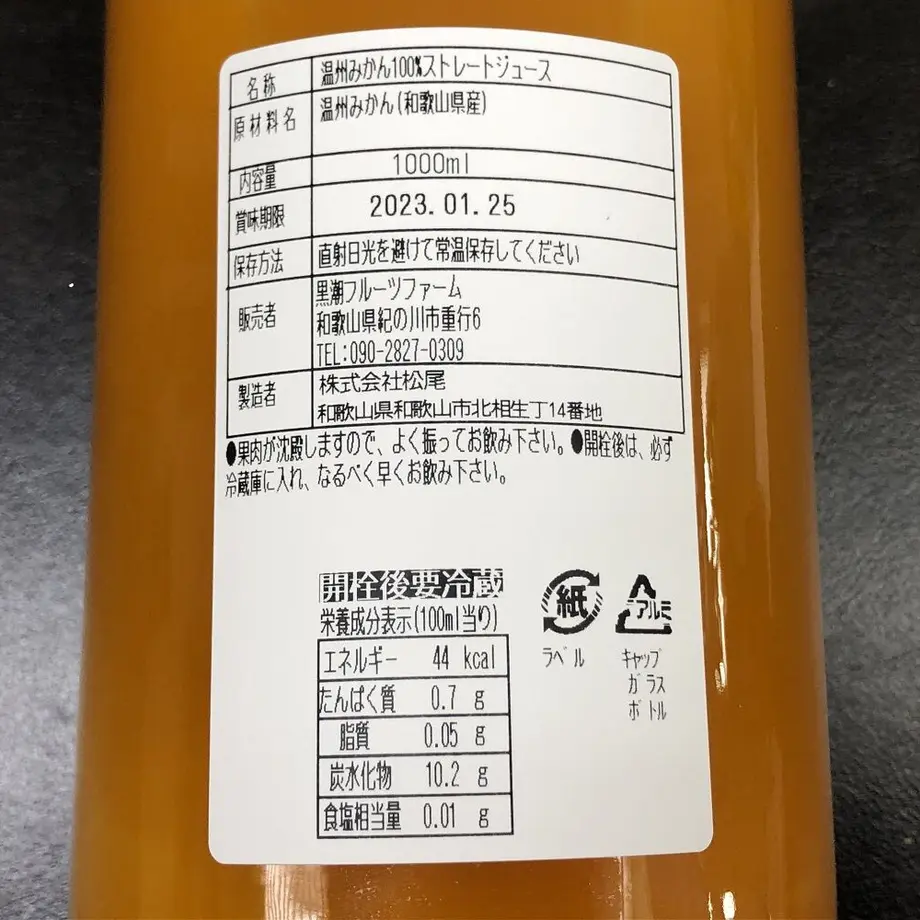 名称 温州みかん100%ストレートジュース
原材料名 温州みかん(和歌山県産)
内容量 1000ml
賞味期限 2023.01.25
保存方法 直射日光を避けて常温保存してください
販売者 黒潮フルーツファーム
和歌山県紀の川市重行6
TEL:090-2827-0309
製造者 株式会社松尾
和歌山県和歌山市北相生丁14番地
●果肉が沈殿しますので、よく振ってお飲み下さい。●開栓後は、必ず
冷蔵庫に入れ、なるべく早くお飲み下さい。
開栓後要冷蔵
栄養成分表示(100ml当り)
エネルギー 44 kcal
たんぱく質 0.7 g
脂質 0.05 g
炭水化物 10.2 g
食塩相当量 0.01 g
紙
ラベル
アルミ
キャップ
ガラス
ボトル